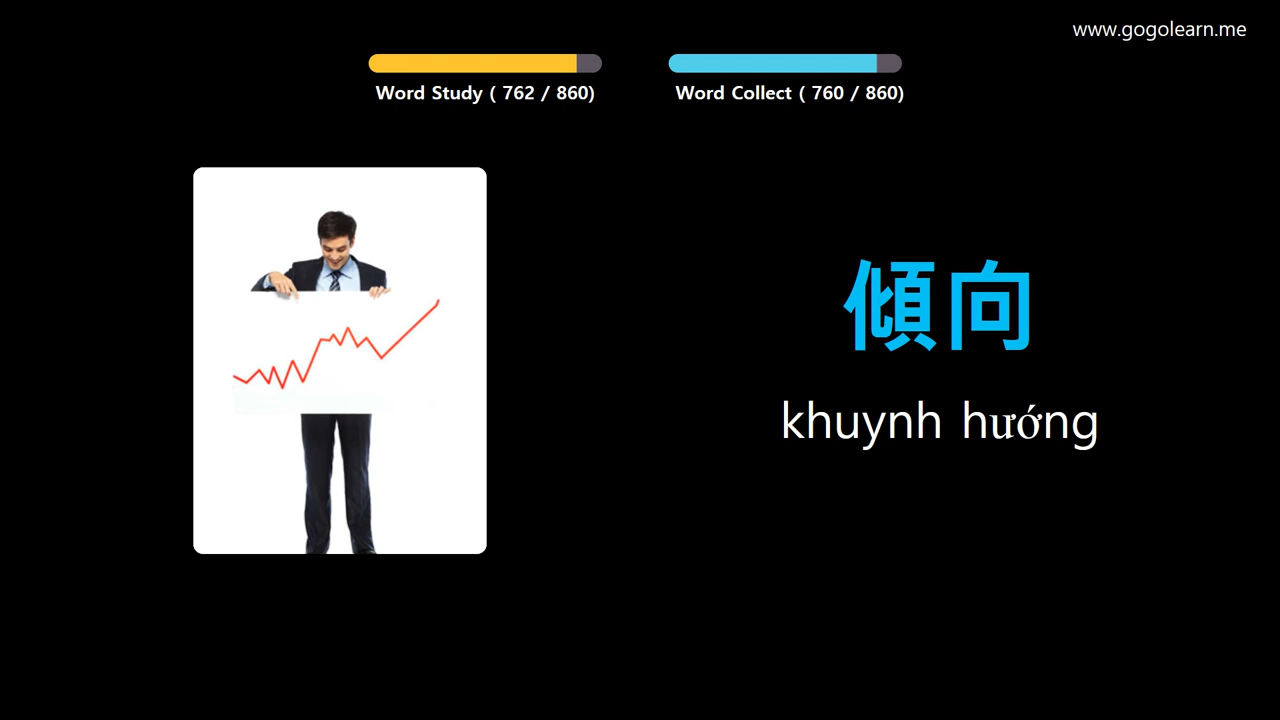 www.gogolearn.me
Word Study ( 762 / 860)
Word Collect ( 760 / 860)
傾向
khuynh hướng